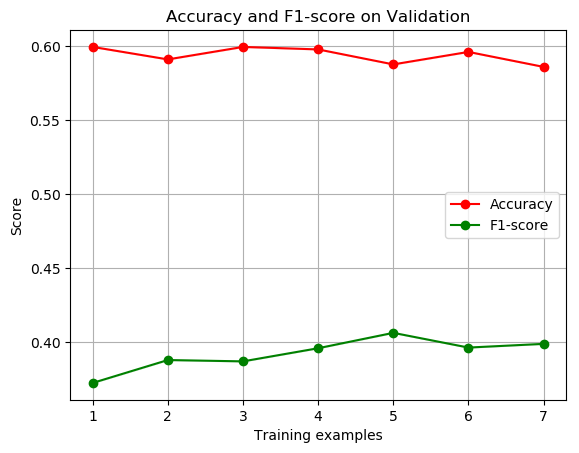 Accuracy and F1-score on Validation
0.60
0.55
0.50
0.45
0.40
Score
Accuracy
F1-score
1 2 3 4 5 6 7
Training examples